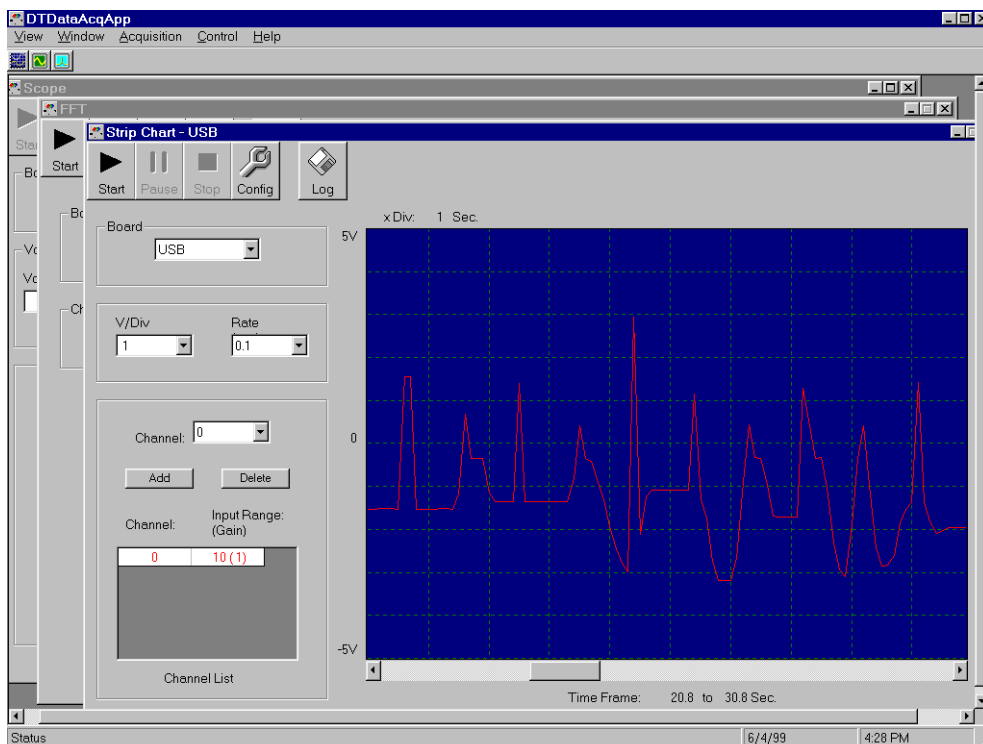 DTDataAcqApp
View Window Acquisition Control Help
Scope
FFT
Strip Chart - USB
Start
Start Pause Stop Config Log
x Div: 1 Sec.
Board
USB
5V
V/Div Rate
1 0.1
Channel: 0
0
Add Delete
Channel: Input Range:
(Gain)
0 10 (1)
-5V
Channel List
Time Frame: 20.8 to 30.8 Sec.
Status 6/4/99 4:28 PM